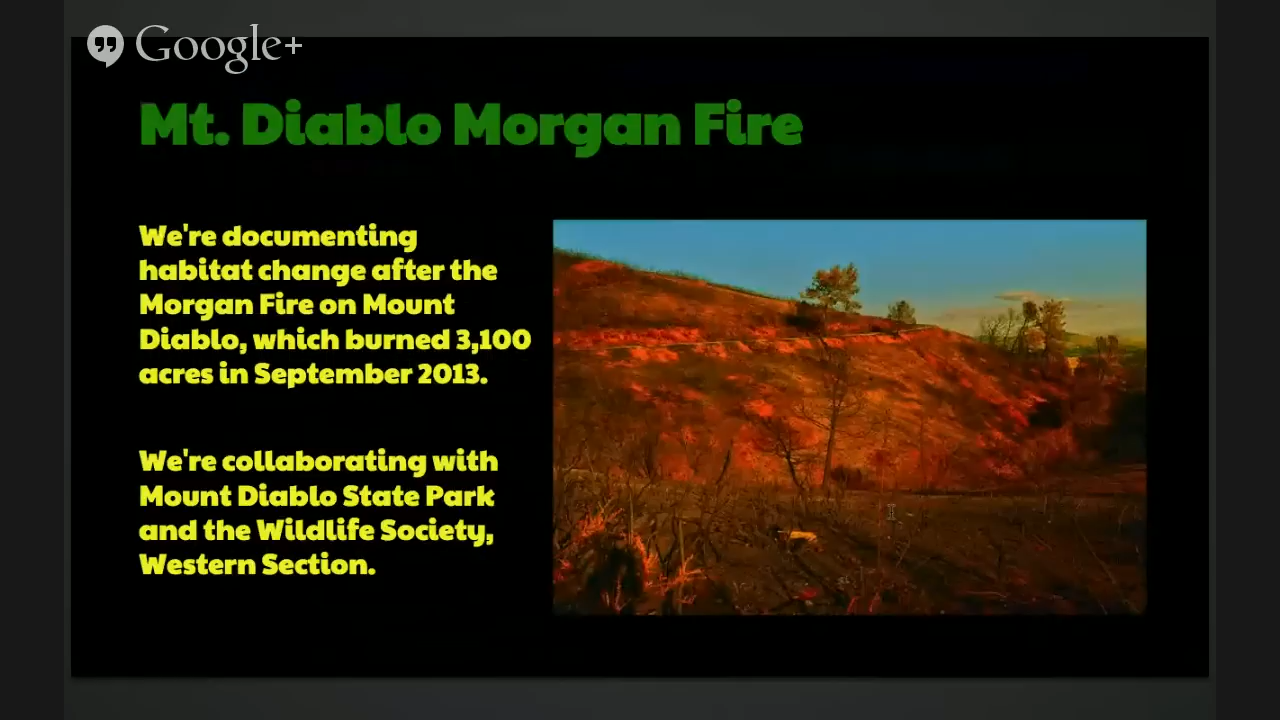 Google+
Mt. Diablo Morgan Fire
We're documenting
habitat change after the
Morgan Fire on Mount
Diablo, which burned 3,100
acres in September 2013.
We're collaborating with
Mount Diablo State Park
and the Wildlife Society,
Western Section.